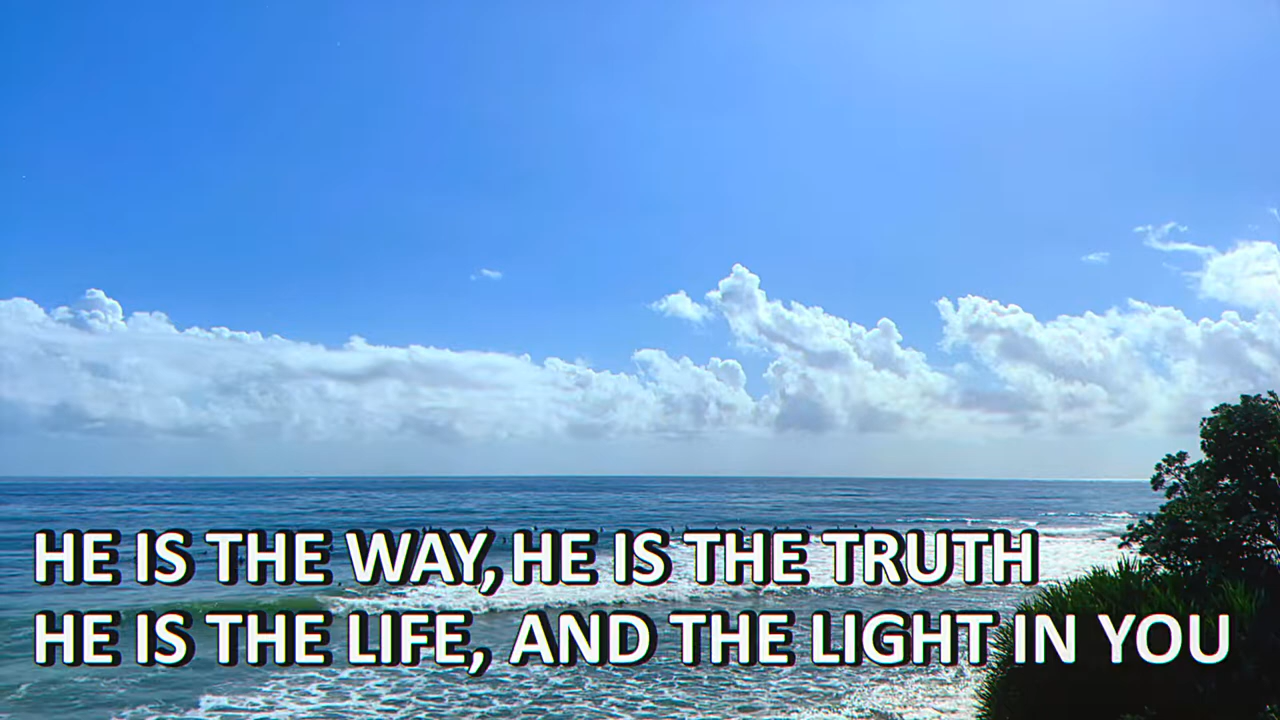 HE IS THE WAY, HE IS THE TRUTH
HE IS THE LIFE, AND THE LIGHT IN YOU